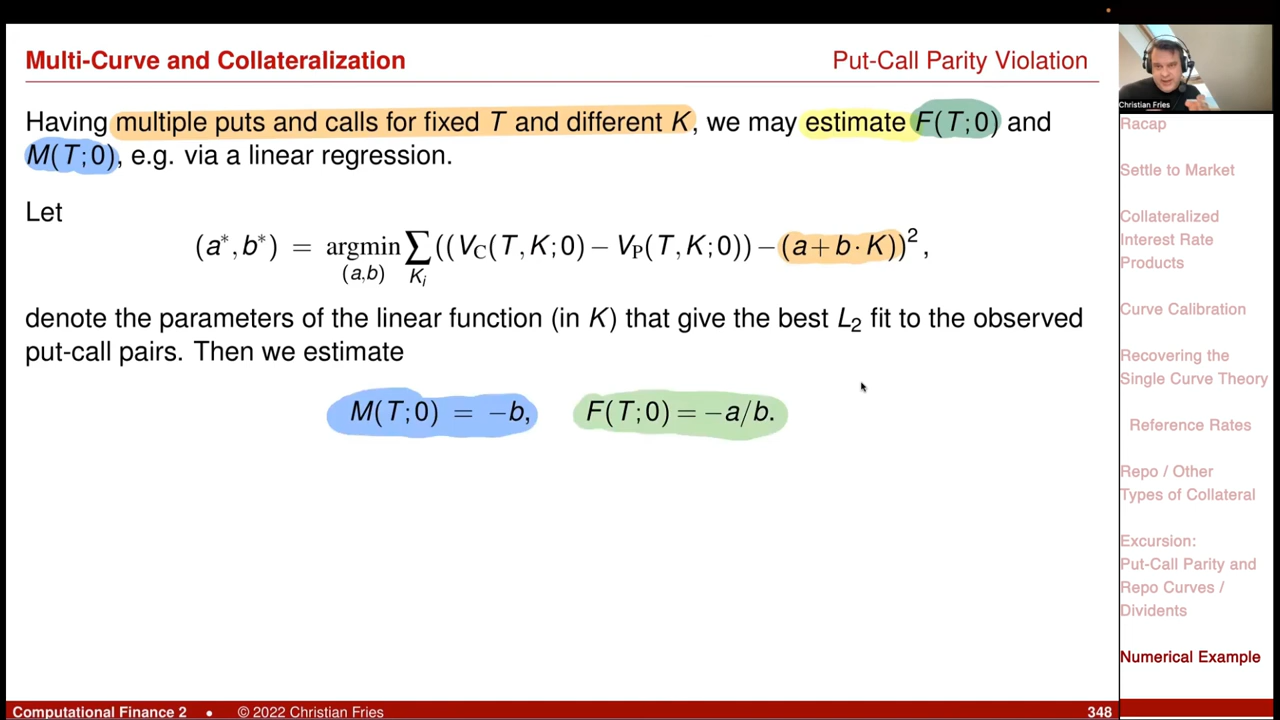 Multi-Curve and Collateralization
Put-Call Parity Violation
Having multiple puts and calls for fixed T and different K, we may estimate F(T;0) and
M(T;0), e.g. via a linear regression.
Let
(a*,b*) = argmin ∑ ((V_C(T,K;0) − V_P(T,K;0)) − (a+b·K))²,
(a,b) K_i
denote the parameters of the linear function (in K) that give the best L₂ fit to the observed
put-call pairs. Then we estimate
M(T;0) = −b, F(T;0) = −a/b.
Christian Fries
Racap
Settle to Market
Collateralized
Interest Rate
Products
Curve Calibration
Recovering the
Single Curve Theory
Reference Rates
Repo / Other
Types of Collateral
Excursion:
Put-Call Parity and
Repo Curves /
Dividents
Numerical Example
Computational Finance 2 • © 2022 Christian Fries
348